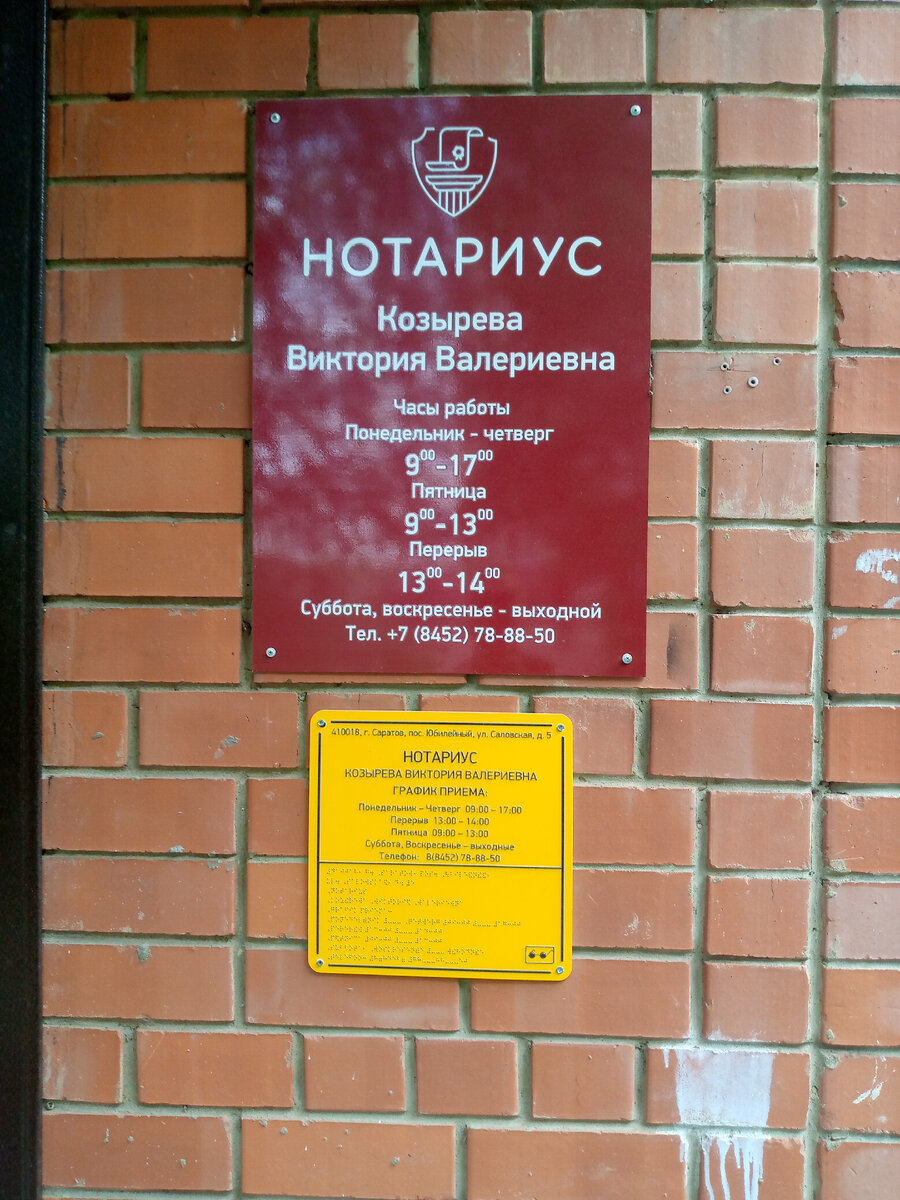 НОТАРИУС
Козырева
Виктория Валериевна
Часы работы
Понедельник - четверг
9⁰⁰-17⁰⁰
Пятница
9⁰⁰-13⁰⁰
Перерыв
13⁰⁰-14⁰⁰
Суббота, воскресенье - выходной
Тел. +7 (8452) 78-88-50
410018, г. Саратов, пос. Юбилейный, ул. Саловская, д. 5
НОТАРИУС
КОЗЫРЕВА ВИКТОРИЯ ВАЛЕРИЕВНА
ГРАФИК ПРИЕМА:
Понедельник – Четверг 09:00 – 17:00
Перерыв 13:00 – 14:00
Пятница 09:00 – 13:00
Суббота, Воскресенье – выходные
Телефон: 8(8452) 78-88-50